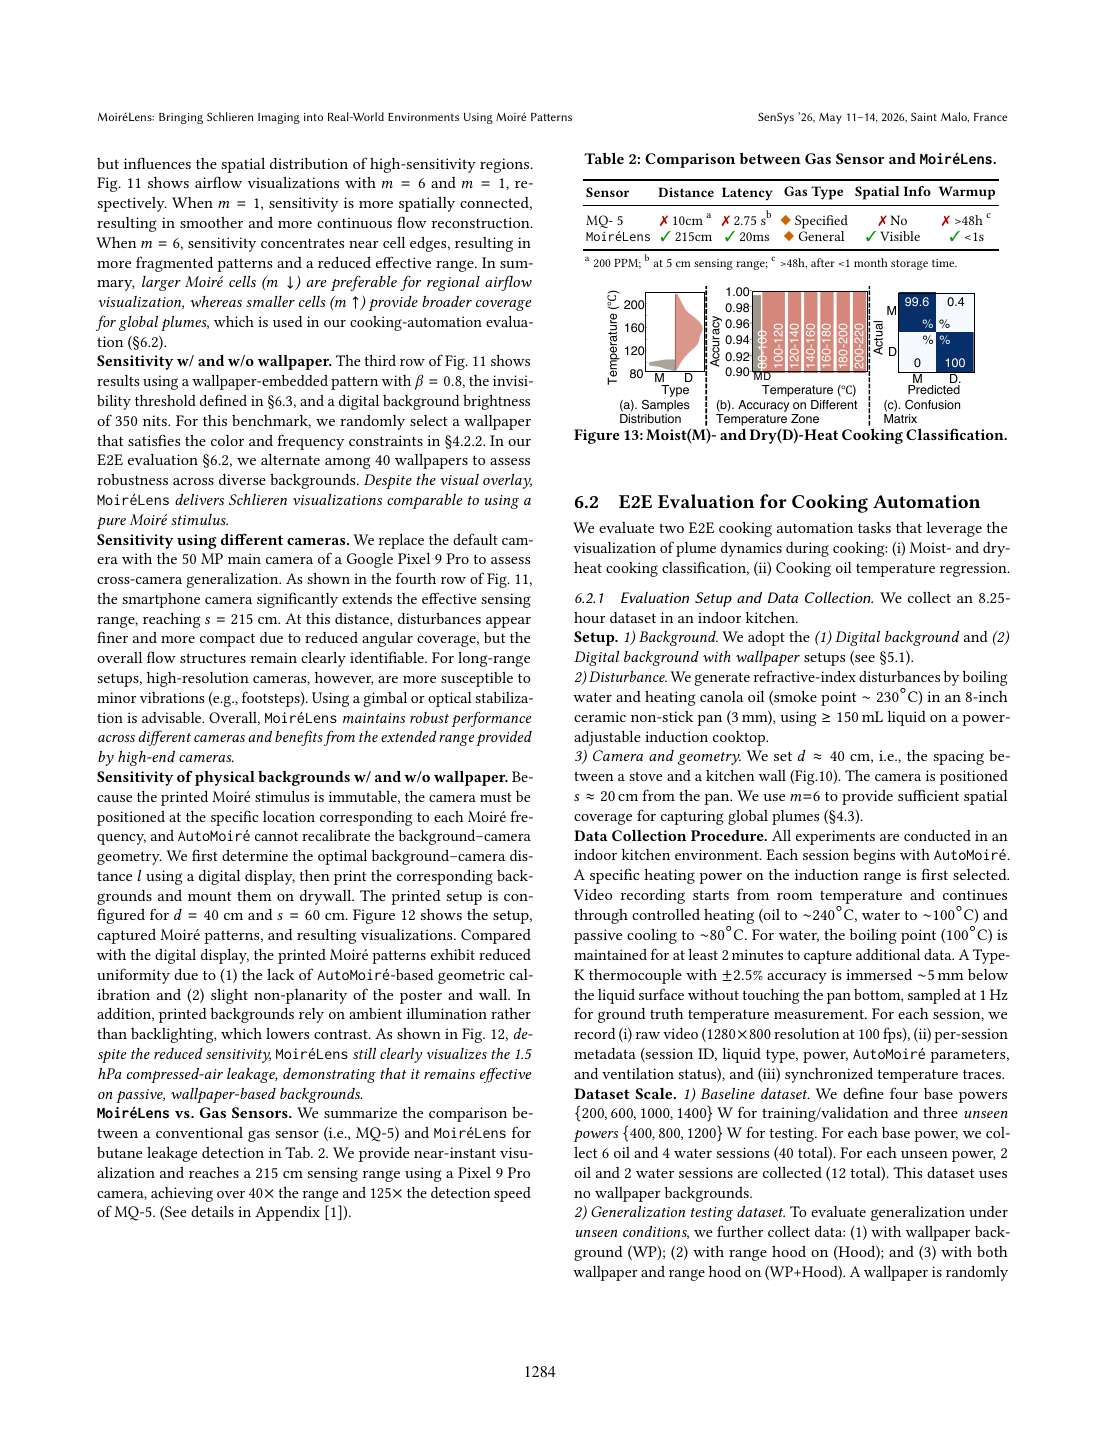 MoiréLens: Bringing Schlieren Imaging into Real-World Environments Using Moiré Patterns
SenSys '26, May 11–14, 2026, Saint Malo, France
but influences the spatial distribution of high-sensitivity regions.
Fig. 11 shows airflow visualizations with m = 6 and m = 1, re-
spectively. When m = 1, sensitivity is more spatially connected,
resulting in smoother and more continuous flow reconstruction.
When m = 6, sensitivity concentrates near cell edges, resulting in
more fragmented patterns and a reduced effective range. In sum-
mary, larger Moiré cells (m ↓) are preferable for regional airflow
visualization, whereas smaller cells (m ↑) provide broader coverage
for global plumes, which is used in our cooking-automation evalua-
tion (§6.2).
Sensitivity w/ and w/o wallpaper. The third row of Fig. 11 shows
results using a wallpaper-embedded pattern with β = 0.8, the invisi-
bility threshold defined in §6.3, and a digital background brightness
of 350 nits. For this benchmark, we randomly select a wallpaper
that satisfies the color and frequency constraints in §4.2.2. In our
E2E evaluation §6.2, we alternate among 40 wallpapers to assess
robustness across diverse backgrounds. Despite the visual overlay,
MoiréLens delivers Schlieren visualizations comparable to using a
pure Moiré stimulus.
Sensitivity using different cameras. We replace the default cam-
era with the 50 MP main camera of a Google Pixel 9 Pro to assess
cross-camera generalization. As shown in the fourth row of Fig. 11,
the smartphone camera significantly extends the effective sensing
range, reaching s = 215 cm. At this distance, disturbances appear
finer and more compact due to reduced angular coverage, but the
overall flow structures remain clearly identifiable. For long-range
setups, high-resolution cameras, however, are more susceptible to
minor vibrations (e.g., footsteps). Using a gimbal or optical stabiliza-
tion is advisable. Overall, MoiréLens maintains robust performance
across different cameras and benefits from the extended range provided
by high-end cameras.
Sensitivity of physical backgrounds w/ and w/o wallpaper. Be-
cause the printed Moiré stimulus is immutable, the camera must be
positioned at the specific location corresponding to each Moiré fre-
quency, and AutoMoiré cannot recalibrate the background–camera
geometry. We first determine the optimal background–camera dis-
tance l using a digital display, then print the corresponding back-
grounds and mount them on drywall. The printed setup is con-
figured for d = 40 cm and s = 60 cm. Figure 12 shows the setup,
captured Moiré patterns, and resulting visualizations. Compared
with the digital display, the printed Moiré patterns exhibit reduced
uniformity due to (1) the lack of AutoMoiré-based geometric cal-
ibration and (2) slight non-planarity of the poster and wall. In
addition, printed backgrounds rely on ambient illumination rather
than backlighting, which lowers contrast. As shown in Fig. 12, de-
spite the reduced sensitivity, MoiréLens still clearly visualizes the 1.5
hPa compressed-air leakage, demonstrating that it remains effective
on passive, wallpaper-based backgrounds.
MoiréLens vs. Gas Sensors. We summarize the comparison be-
tween a conventional gas sensor (i.e., MQ-5) and MoiréLens for
butane leakage detection in Tab. 2. We provide near-instant visu-
alization and reaches a 215 cm sensing range using a Pixel 9 Pro
camera, achieving over 40× the range and 125× the detection speed
of MQ-5. (See details in Appendix [1]).
Table 2: Comparison between Gas Sensor and MoiréLens.
Sensor Distance Latency Gas Type Spatial Info Warmup
MQ- 5 ✗ 10cm a ✗ 2.75 s b ◆ Specified ✗ No ✗ >48h c
MoiréLens ✓ 215cm ✓ 20ms ◆ General ✓ Visible ✓ <1s
a 200 PPM; b at 5 cm sensing range; c >48h, after <1 month storage time.
Temperature (°C)
200
160
120
80
M D
Type
(a). Samples
Distribution
Accuracy
1.00
0.98
0.96
0.94
0.92
0.90
80-100
100-120
120-140
140-160
160-180
180-200
200-220
MD
Temperature (°C)
(b). Accuracy on Different
Temperature Zone
Actual
M
D
99.6 0.4
% %
% %
0 100
M D.
Predicted
(c). Confusion
Matrix
Figure 13: Moist(M)- and Dry(D)-Heat Cooking Classification.
6.2 E2E Evaluation for Cooking Automation
We evaluate two E2E cooking automation tasks that leverage the
visualization of plume dynamics during cooking: (i) Moist- and dry-
heat cooking classification, (ii) Cooking oil temperature regression.
6.2.1 Evaluation Setup and Data Collection. We collect an 8.25-
hour dataset in an indoor kitchen.
Setup. 1) Background. We adopt the (1) Digital background and (2)
Digital background with wallpaper setups (see §5.1).
2) Disturbance. We generate refractive-index disturbances by boiling
water and heating canola oil (smoke point ~ 230°C) in an 8-inch
ceramic non-stick pan (3 mm), using ≥ 150 mL liquid on a power-
adjustable induction cooktop.
3) Camera and geometry. We set d ≈ 40 cm, i.e., the spacing be-
tween a stove and a kitchen wall (Fig.10). The camera is positioned
s ≈ 20 cm from the pan. We use m=6 to provide sufficient spatial
coverage for capturing global plumes (§4.3).
Data Collection Procedure. All experiments are conducted in an
indoor kitchen environment. Each session begins with AutoMoiré.
A specific heating power on the induction range is first selected.
Video recording starts from room temperature and continues
through controlled heating (oil to ~240°C, water to ~100°C) and
passive cooling to ~80°C. For water, the boiling point (100°C) is
maintained for at least 2 minutes to capture additional data. A Type-
K thermocouple with ±2.5% accuracy is immersed ~5 mm below
the liquid surface without touching the pan bottom, sampled at 1 Hz
for ground truth temperature measurement. For each session, we
record (i) raw video (1280×800 resolution at 100 fps), (ii) per-session
metadata (session ID, liquid type, power, AutoMoiré parameters,
and ventilation status), and (iii) synchronized temperature traces.
Dataset Scale. 1) Baseline dataset. We define four base powers
{200, 600, 1000, 1400} W for training/validation and three unseen
powers {400, 800, 1200} W for testing. For each base power, we col-
lect 6 oil and 4 water sessions (40 total). For each unseen power, 2
oil and 2 water sessions are collected (12 total). This dataset uses
no wallpaper backgrounds.
2) Generalization testing dataset. To evaluate generalization under
unseen conditions, we further collect data: (1) with wallpaper back-
ground (WP); (2) with range hood on (Hood); and (3) with both
wallpaper and range hood on (WP+Hood). A wallpaper is randomly
1284